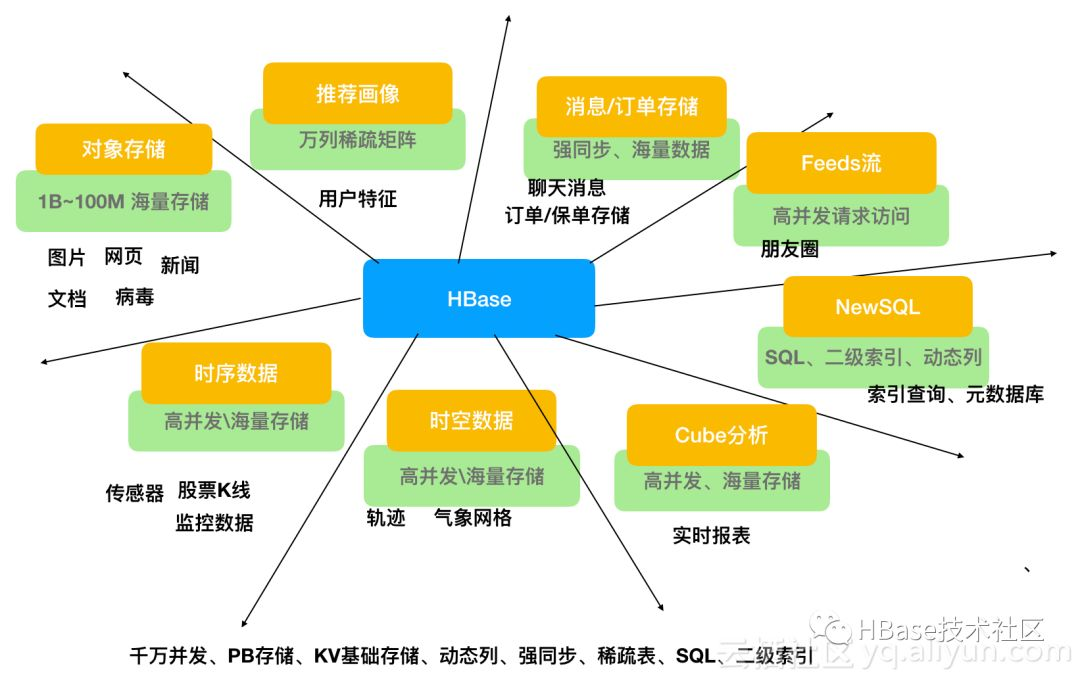 推荐画像
万列稀疏矩阵
用户特征
消息/订单存储
强同步、海量数据
聊天消息
订单/保单存储
对象存储
1B~100M 海量存储
图片 网页 新闻
文档 病毒
Feeds流
高并发请求访问
朋友圈
HBase
NewSQL
SQL、二级索引、动态列
索引查询、元数据库
时序数据
高并发\海量存储
传感器 股票K线
监控数据
时空数据
高并发\海量存储
轨迹 气象网格
Cube分析
高并发、海量存储
实时报表
、
千万并发、PB存储、KV基础存储、动态列、强同步、稀疏表、SQL、二级索引
HBase技术社区
云栖社区 yq.aliyun.com